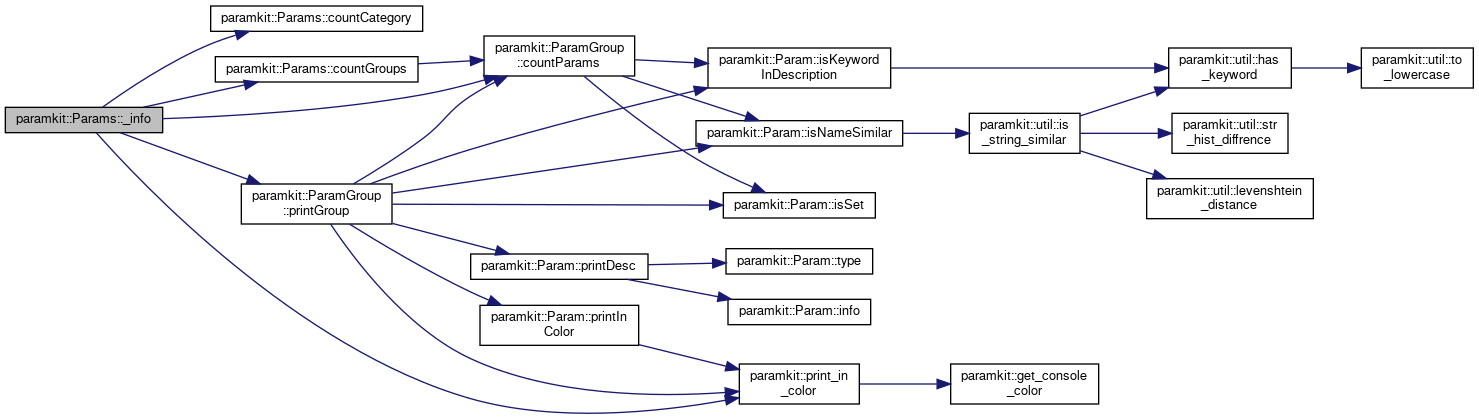 paramkit::Params::_info
paramkit::Params::countCategory
paramkit::Params::countGroups
paramkit::ParamGroup
::printGroup
paramkit::ParamGroup
::countParams
paramkit::Param::printDesc
paramkit::Param::printIn
Color
paramkit::Param::isKeyword
InDescription
paramkit::Param::isNameSimilar
paramkit::Param::isSet
paramkit::Param::type
paramkit::Param::info
paramkit::print_in
_color
paramkit::util::is
_string_similar
paramkit::get_console
_color
paramkit::util::has
_keyword
paramkit::util::str
_hist_diffrence
paramkit::util::levenshtein
_distance
paramkit::util::to
_lowercase